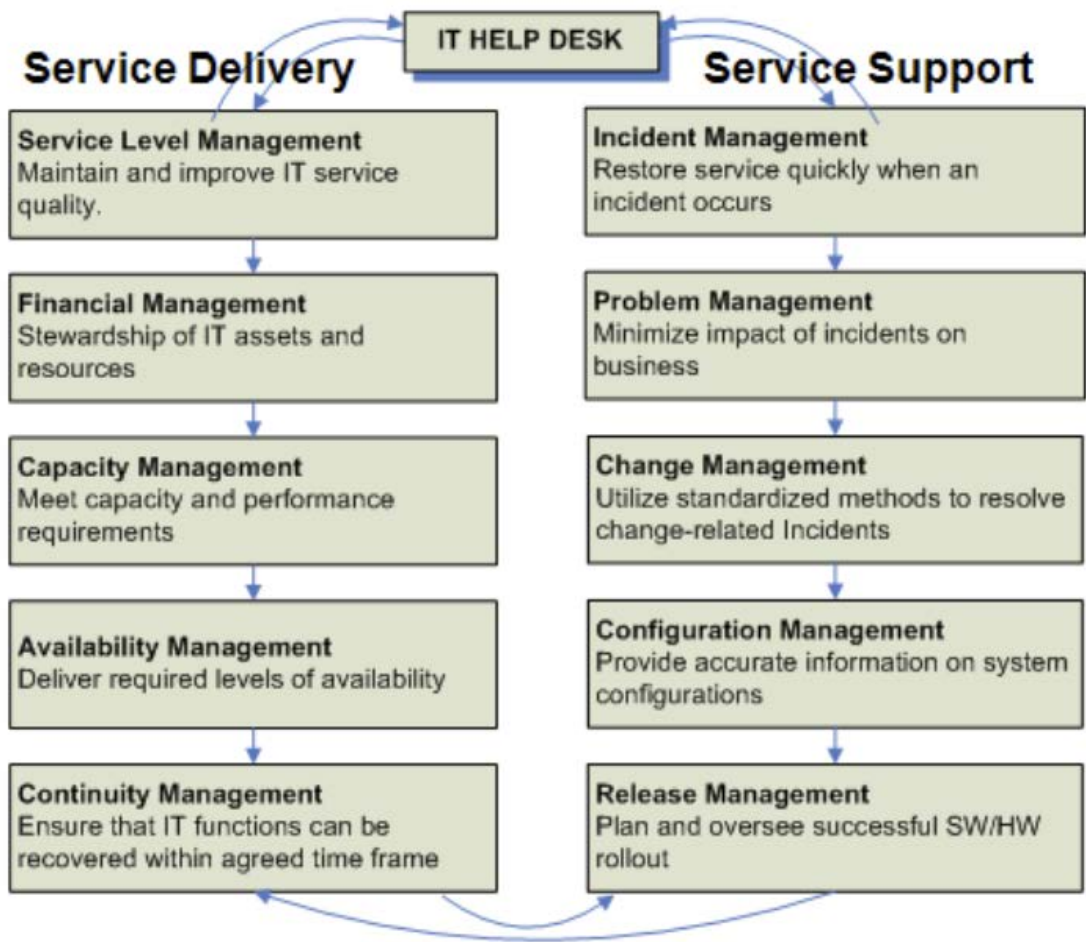 IT HELP DESK
Service Delivery
Service Level Management
Maintain and improve IT service
quality.
Financial Management
Stewardship of IT assets and
resources
Capacity Management
Meet capacity and performance
requirements
Availability Management
Deliver required levels of availability
Continuity Management
Ensure that IT functions can be
recovered within agreed time frame
Service Support
Incident Management
Restore service quickly when an
incident occurs
Problem Management
Minimize impact of incidents on
business
Change Management
Utilize standardized methods to resolve
change-related Incidents
Configuration Management
Provide accurate information on system
configurations
Release Management
Plan and oversee successful SW/HW
rollout